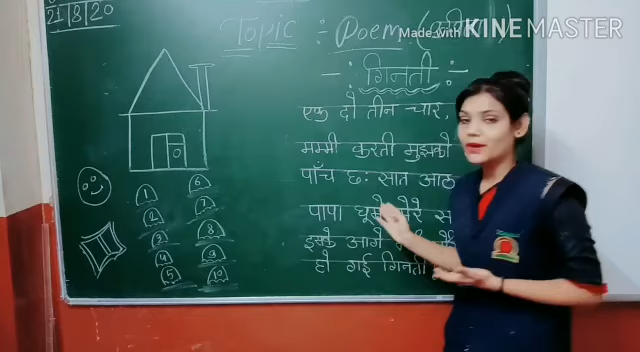 21/8/20
Topic : Poem (कविता)
Made with KINEMASTER
-: गिनती :-
एक दो तीन चार,
मम्मी करती मुझको
पाँच छः सात आठ
पापा घूमे मेरे स
इसके आगे
हो गई गिनती
1 6
2 7
3 8
4 9
5 10